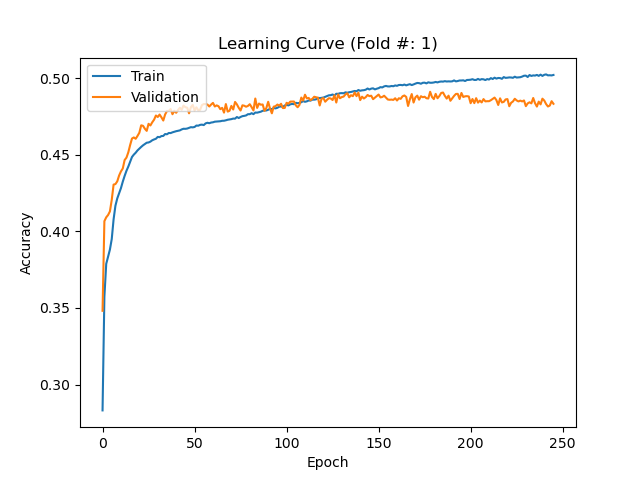 Learning Curve (Fold #: 1)
Train
Validation
0.50
0.45
0.40
0.35
0.30
Accuracy
0 50 100 150 200 250
Epoch